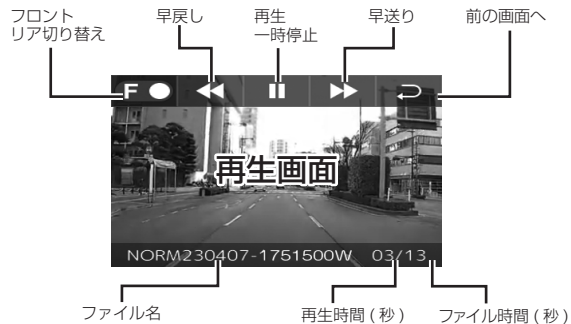 フロント
リア切り替え
早戻し
再生
一時停止
早送り
前の画面へ
F
再生画面
NORM230407-1751500W 03/13
ファイル名
再生時間 ( 秒 )
ファイル時間 ( 秒 )